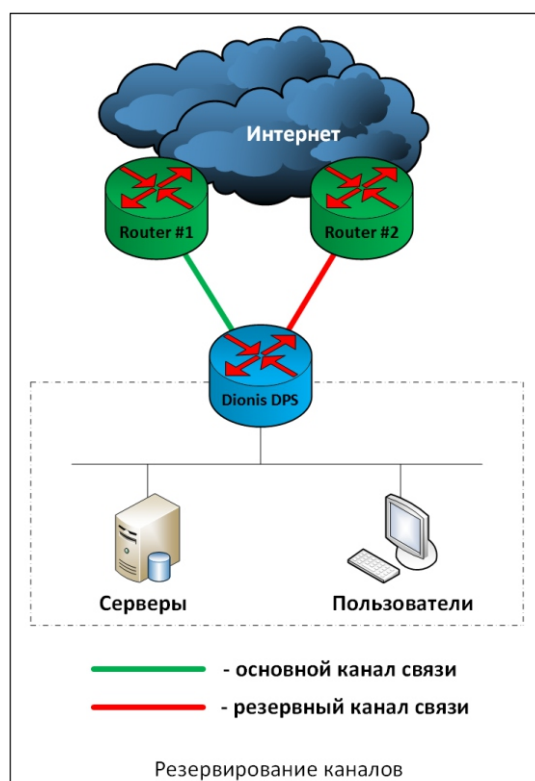 Интернет
Router #1
Router #2
Dionis DPS
Серверы
Пользователи
- основной канал связи
- резервный канал связи
Резервирование каналов